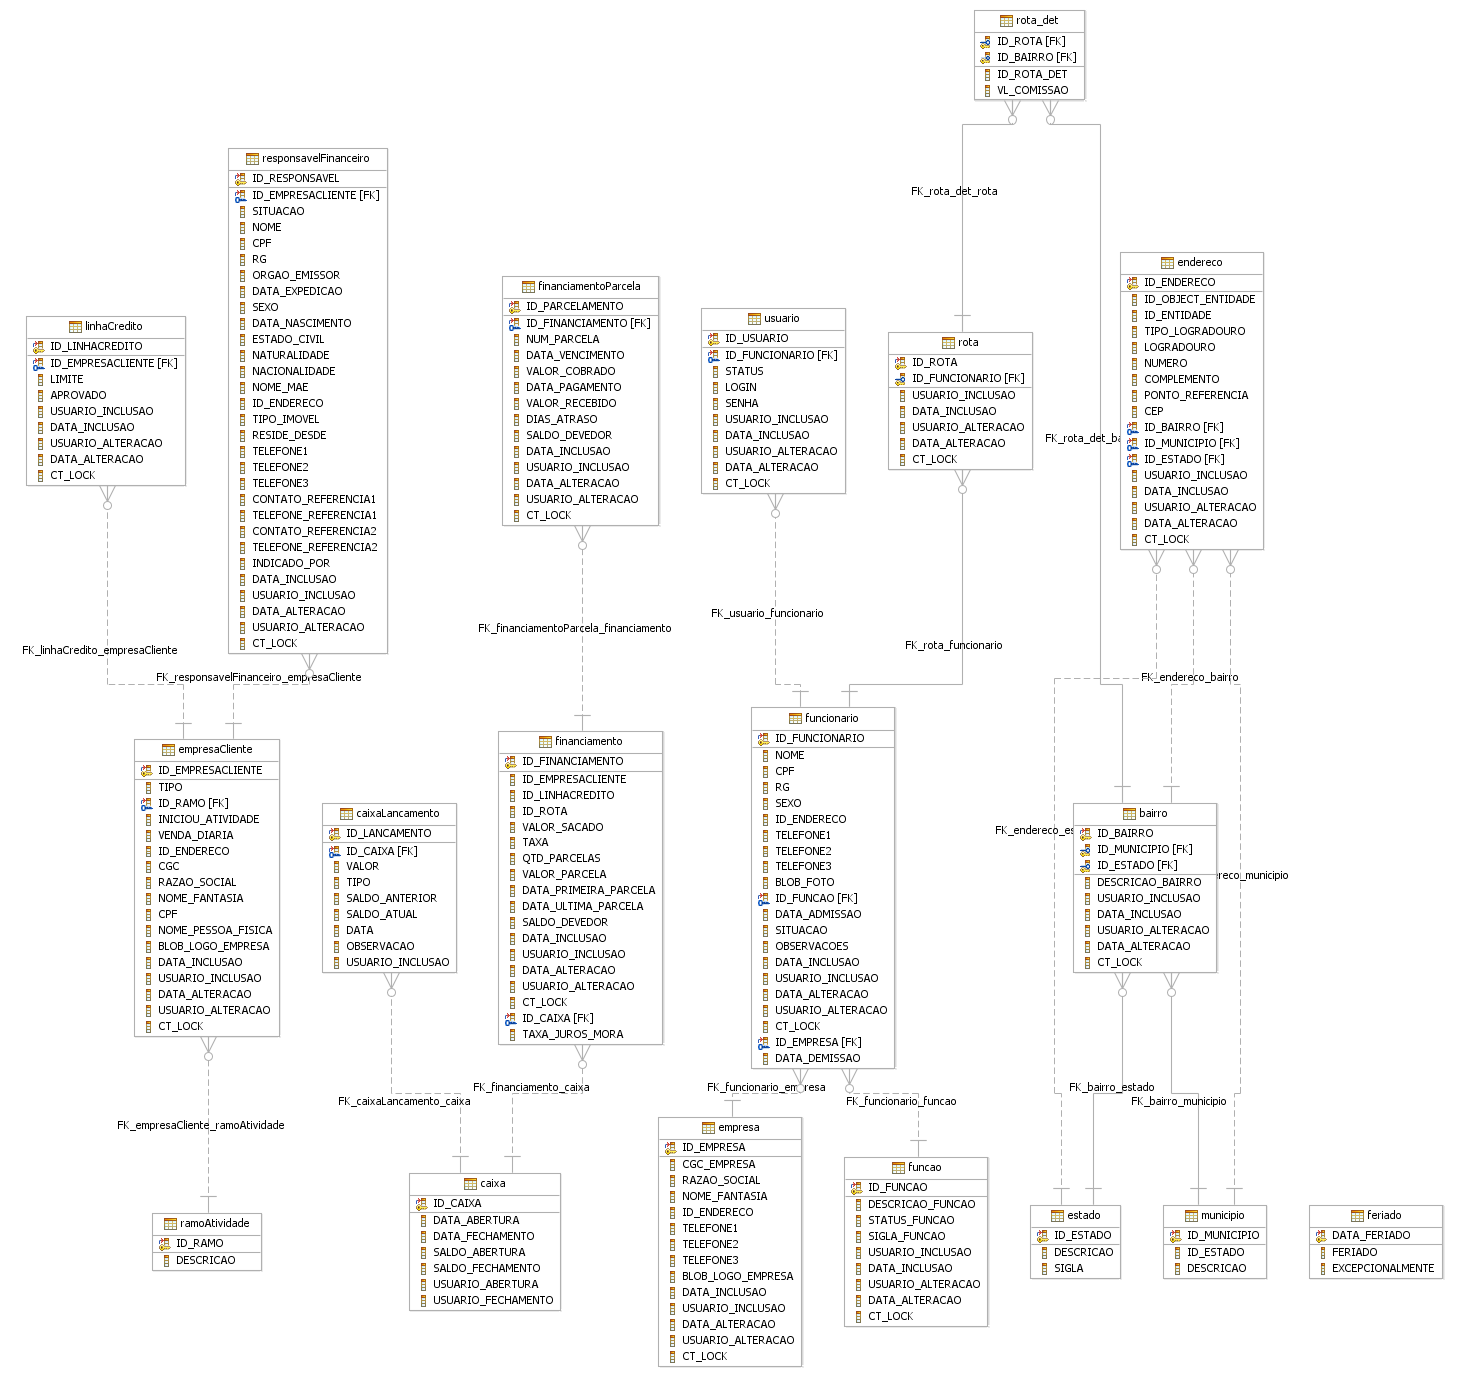 rota_det
ID_ROTA [FK]
ID_BAIRRO [FK]
ID_ROTA_DET
VL_COMISSAO
FK_rota_det_rota
FK_rota_det_ba
responsavelFinanceiro
ID_RESPONSAVEL
ID_EMPRESACLIENTE [FK]
SITUACAO
NOME
CPF
RG
ORGAO_EMISSOR
DATA_EXPEDICAO
SEXO
DATA_NASCIMENTO
ESTADO_CIVIL
NATURALIDADE
NACIONALIDADE
NOME_MAE
ID_ENDERECO
TIPO_IMOVEL
RESIDE_DESDE
TELEFONE1
TELEFONE2
TELEFONE3
CONTATO_REFERENCIA1
TELEFONE_REFERENCIA1
CONTATO_REFERENCIA2
TELEFONE_REFERENCIA2
INDICADO_POR
DATA_INCLUSAO
USUARIO_INCLUSAO
DATA_ALTERACAO
USUARIO_ALTERACAO
CT_LOCK
linhaCredito
ID_LINHACREDITO
ID_EMPRESACLIENTE [FK]
LIMITE
APROVADO
USUARIO_INCLUSAO
DATA_INCLUSAO
USUARIO_ALTERACAO
DATA_ALTERACAO
CT_LOCK
financiamentoParcela
ID_PARCELAMENTO
ID_FINANCIAMENTO [FK]
NUM_PARCELA
DATA_VENCIMENTO
VALOR_COBRADO
DATA_PAGAMENTO
VALOR_RECEBIDO
DIAS_ATRASO
SALDO_DEVEDOR
DATA_INCLUSAO
USUARIO_INCLUSAO
DATA_ALTERACAO
USUARIO_ALTERACAO
CT_LOCK
usuario
ID_USUARIO
ID_FUNCIONARIO [FK]
STATUS
LOGIN
SENHA
USUARIO_INCLUSAO
DATA_INCLUSAO
USUARIO_ALTERACAO
DATA_ALTERACAO
CT_LOCK
rota
ID_ROTA
ID_FUNCIONARIO [FK]
USUARIO_INCLUSAO
DATA_INCLUSAO
USUARIO_ALTERACAO
DATA_ALTERACAO
CT_LOCK
endereco
ID_ENDERECO
ID_OBJECT_ENTIDADE
ID_ENTIDADE
TIPO_LOGRADOURO
LOGRADOURO
NUMERO
COMPLEMENTO
PONTO_REFERENCIA
CEP
ID_BAIRRO [FK]
ID_MUNICIPIO [FK]
ID_ESTADO [FK]
USUARIO_INCLUSAO
DATA_INCLUSAO
USUARIO_ALTERACAO
DATA_ALTERACAO
CT_LOCK
FK_linhaCredito_empresaCliente
FK_responsavelFinanceiro_empresaCliente
FK_financiamentoParcela_financiamento
FK_usuario_funcionario
FK_rota_funcionario
FK_endereco_bairro
FK_endereco_es
reco_municipio
empresaCliente
ID_EMPRESACLIENTE
TIPO
ID_RAMO [FK]
INICIOU_ATIVIDADE
VENDA_DIARIA
ID_ENDERECO
CGC
RAZAO_SOCIAL
NOME_FANTASIA
CPF
NOME_PESSOA_FISICA
BLOB_LOGO_EMPRESA
DATA_INCLUSAO
USUARIO_INCLUSAO
DATA_ALTERACAO
USUARIO_ALTERACAO
CT_LOCK
caixaLancamento
ID_LANCAMENTO
ID_CAIXA [FK]
VALOR
TIPO
SALDO_ANTERIOR
SALDO_ATUAL
DATA
OBSERVACAO
USUARIO_INCLUSAO
financiamento
ID_FINANCIAMENTO
ID_EMPRESACLIENTE
ID_LINHACREDITO
ID_ROTA
VALOR_SACADO
TAXA
QTD_PARCELAS
VALOR_PARCELA
DATA_PRIMEIRA_PARCELA
DATA_ULTIMA_PARCELA
SALDO_DEVEDOR
DATA_INCLUSAO
USUARIO_INCLUSAO
DATA_ALTERACAO
USUARIO_ALTERACAO
CT_LOCK
ID_CAIXA [FK]
TAXA_JUROS_MORA
funcionario
ID_FUNCIONARIO
NOME
CPF
RG
SEXO
ID_ENDERECO
TELEFONE1
TELEFONE2
TELEFONE3
BLOB_FOTO
ID_FUNCAO [FK]
DATA_ADMISSAO
SITUACAO
OBSERVACOES
DATA_INCLUSAO
USUARIO_INCLUSAO
DATA_ALTERACAO
USUARIO_ALTERACAO
CT_LOCK
ID_EMPRESA [FK]
DATA_DEMISSAO
bairro
ID_BAIRRO
ID_MUNICIPIO [FK]
ID_ESTADO [FK]
DESCRICAO_BAIRRO
USUARIO_INCLUSAO
DATA_INCLUSAO
USUARIO_ALTERACAO
DATA_ALTERACAO
CT_LOCK
FK_empresaCliente_ramoAtividade
FK_caixaLancamento_caixa
FK_financiamento_caixa
FK_funcionario_empresa
FK_funcionario_funcao
FK_bairro_estado
FK_bairro_municipio
ramoAtividade
ID_RAMO
DESCRICAO
caixa
ID_CAIXA
DATA_ABERTURA
DATA_FECHAMENTO
SALDO_ABERTURA
SALDO_FECHAMENTO
USUARIO_ABERTURA
USUARIO_FECHAMENTO
empresa
ID_EMPRESA
CGC_EMPRESA
RAZAO_SOCIAL
NOME_FANTASIA
ID_ENDERECO
TELEFONE1
TELEFONE2
TELEFONE3
BLOB_LOGO_EMPRESA
DATA_INCLUSAO
USUARIO_INCLUSAO
DATA_ALTERACAO
USUARIO_ALTERACAO
CT_LOCK
funcao
ID_FUNCAO
DESCRICAO_FUNCAO
STATUS_FUNCAO
SIGLA_FUNCAO
USUARIO_INCLUSAO
DATA_INCLUSAO
USUARIO_ALTERACAO
DATA_ALTERACAO
CT_LOCK
estado
ID_ESTADO
DESCRICAO
SIGLA
municipio
ID_MUNICIPIO
ID_ESTADO
DESCRICAO
feriado
DATA_FERIADO
FERIADO
EXCEPCIONALMENTE